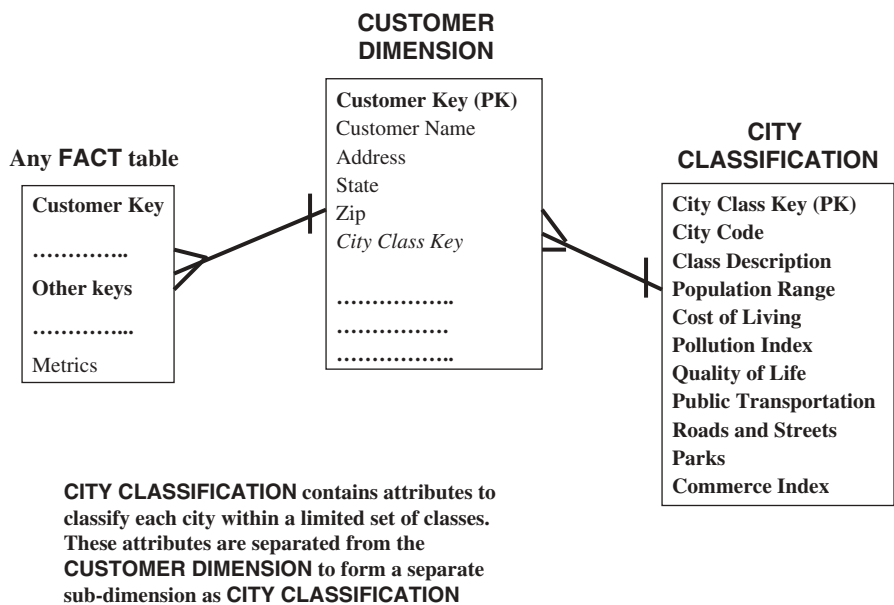 CUSTOMER
DIMENSION
Customer Key (PK)
Customer Name
Address
State
Zip
City Class Key
………………..
……………….
………………..
Any FACT table
Customer Key
…………..
Other keys
…………...
Metrics
CITY
CLASSIFICATION
City Class Key (PK)
City Code
Class Description
Population Range
Cost of Living
Pollution Index
Quality of Life
Public Transportation
Roads and Streets
Parks
Commerce Index
CITY CLASSIFICATION contains attributes to
classify each city within a limited set of classes.
These attributes are separated from the
CUSTOMER DIMENSION to form a separate
sub-dimension as CITY CLASSIFICATION